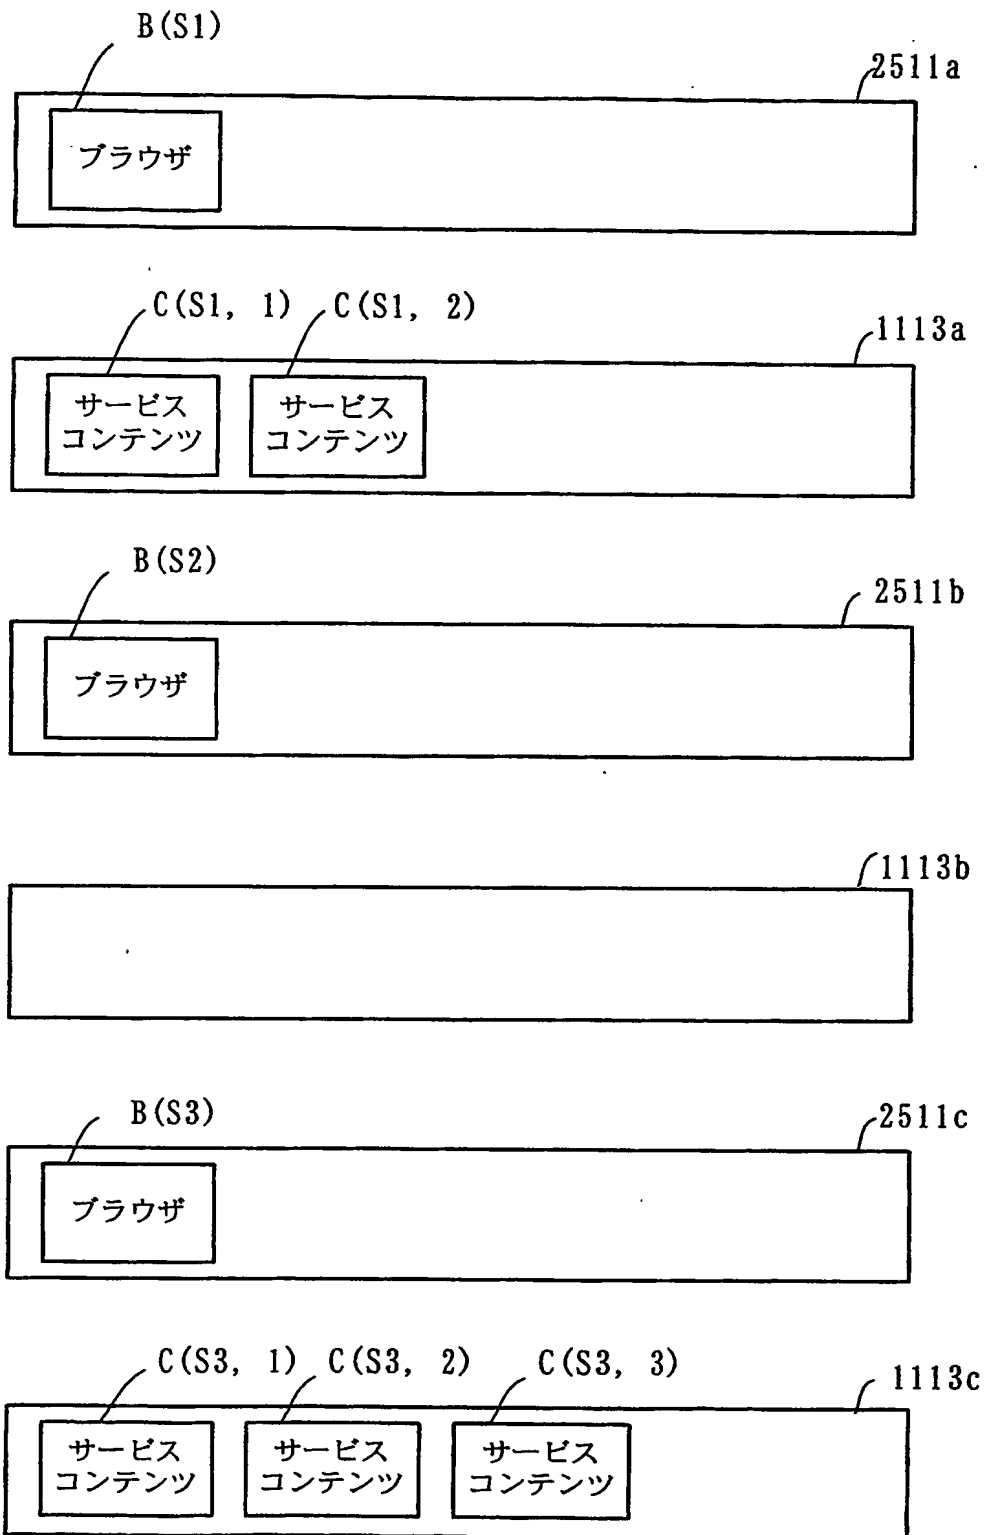 B(S1)
2511a
ブラウザ
C(S1, 1) C(S1, 2)
1113a
サービス
コンテンツ
サービス
コンテンツ
B(S2)
2511b
ブラウザ
1113b
B(S3)
2511c
ブラウザ
C(S3, 1) C(S3, 2) C(S3, 3)
1113c
サービス
コンテンツ
サービス
コンテンツ
サービス
コンテンツ